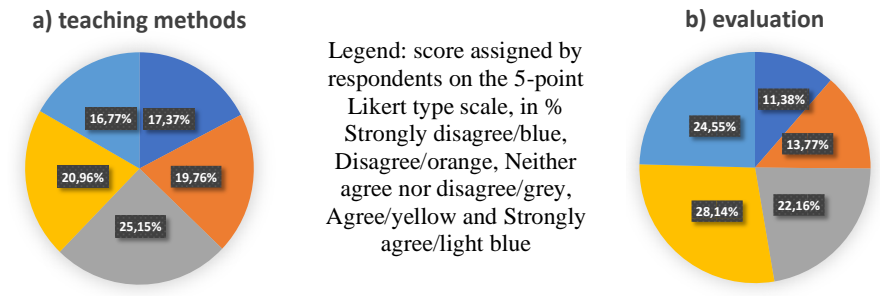 a) teaching methods
16,77%
17,37%
20,96%
19,76%
25,15%
Legend: score assigned by
respondents on the 5-point
Likert type scale, in %
Strongly disagree/blue,
Disagree/orange, Neither
agree nor disagree/grey,
Agree/yellow and Strongly
agree/light blue
b) evaluation
11,38%
24,55%
13,77%
28,14%
22,16%